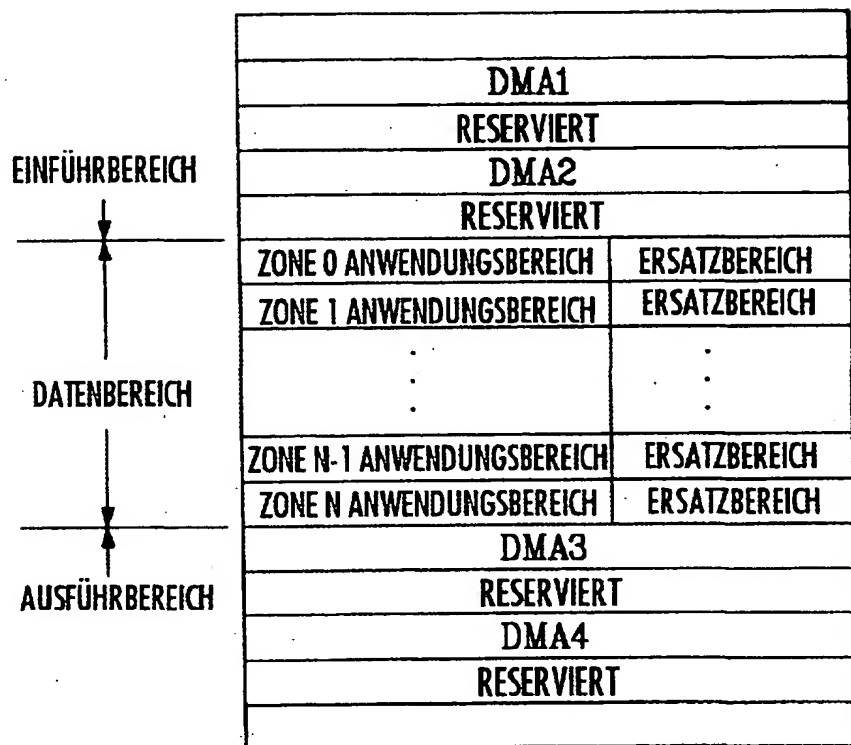 DMA1
RESERVIERT
EINFÜHRBEREICH
DMA2
RESERVIERT
ZONE 0 ANWENDUNGSBEREICH ERSATZBEREICH
ZONE 1 ANWENDUNGSBEREICH ERSATZBEREICH
DATENBEREICH
ZONE N-1 ANWENDUNGSBEREICH ERSATZBEREICH
ZONE N ANWENDUNGSBEREICH ERSATZBEREICH
DMA3
AUSFÜHRBEREICH
RESERVIERT
DMA4
RESERVIERT